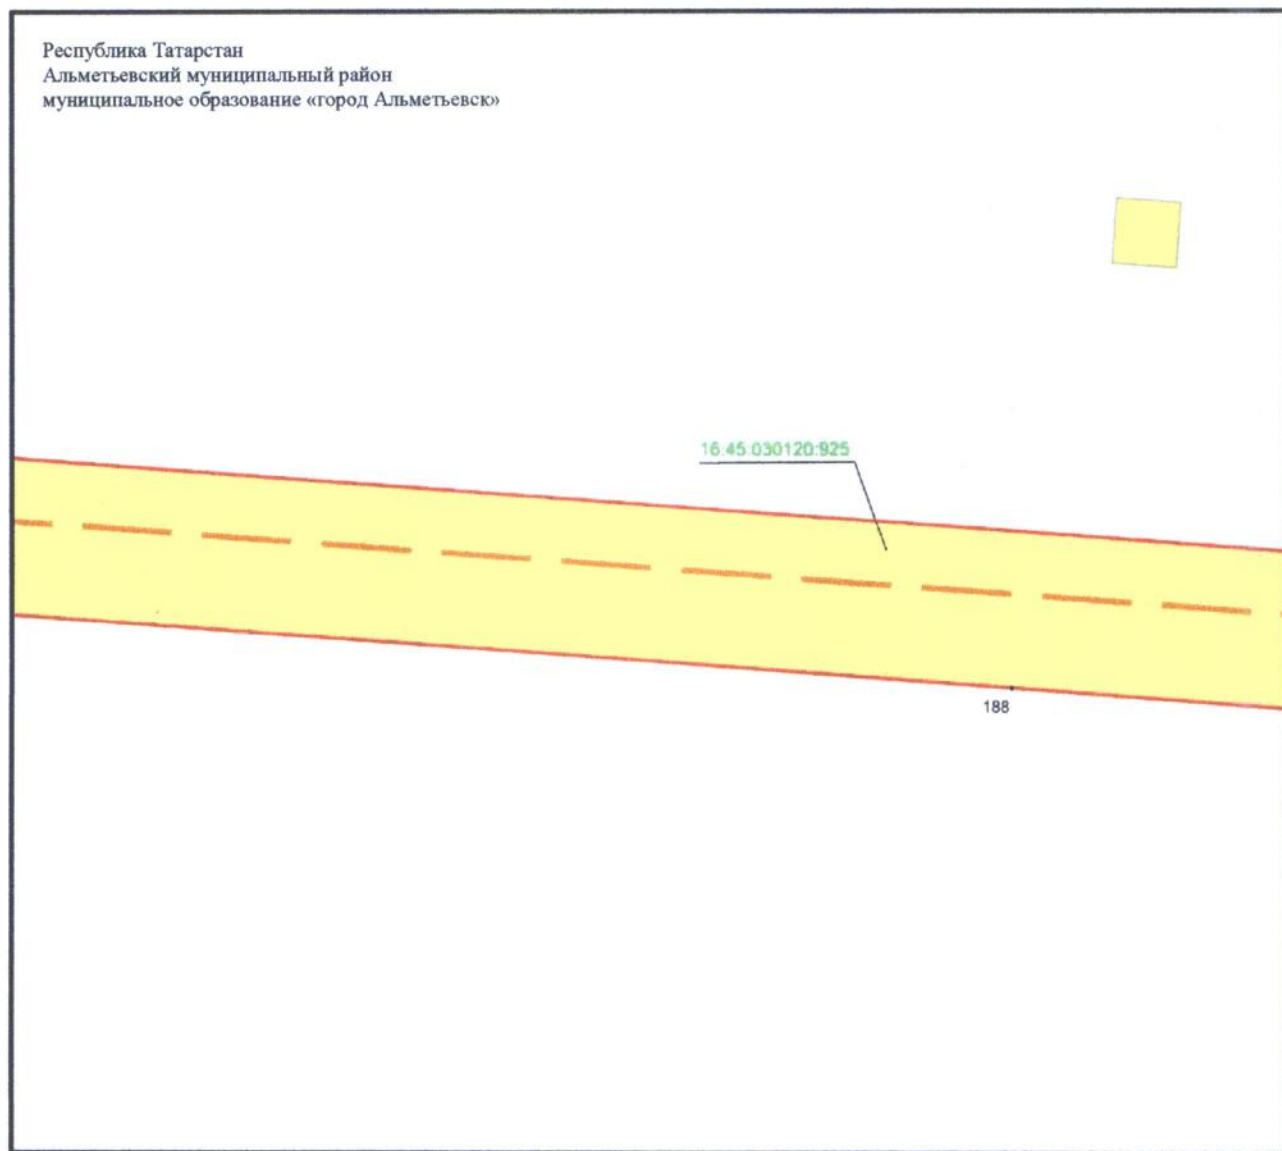 Республика Татарстан
Альметьевский муниципальный район
муниципальное образование «город Альметьевск»
16:45:030120:925
188